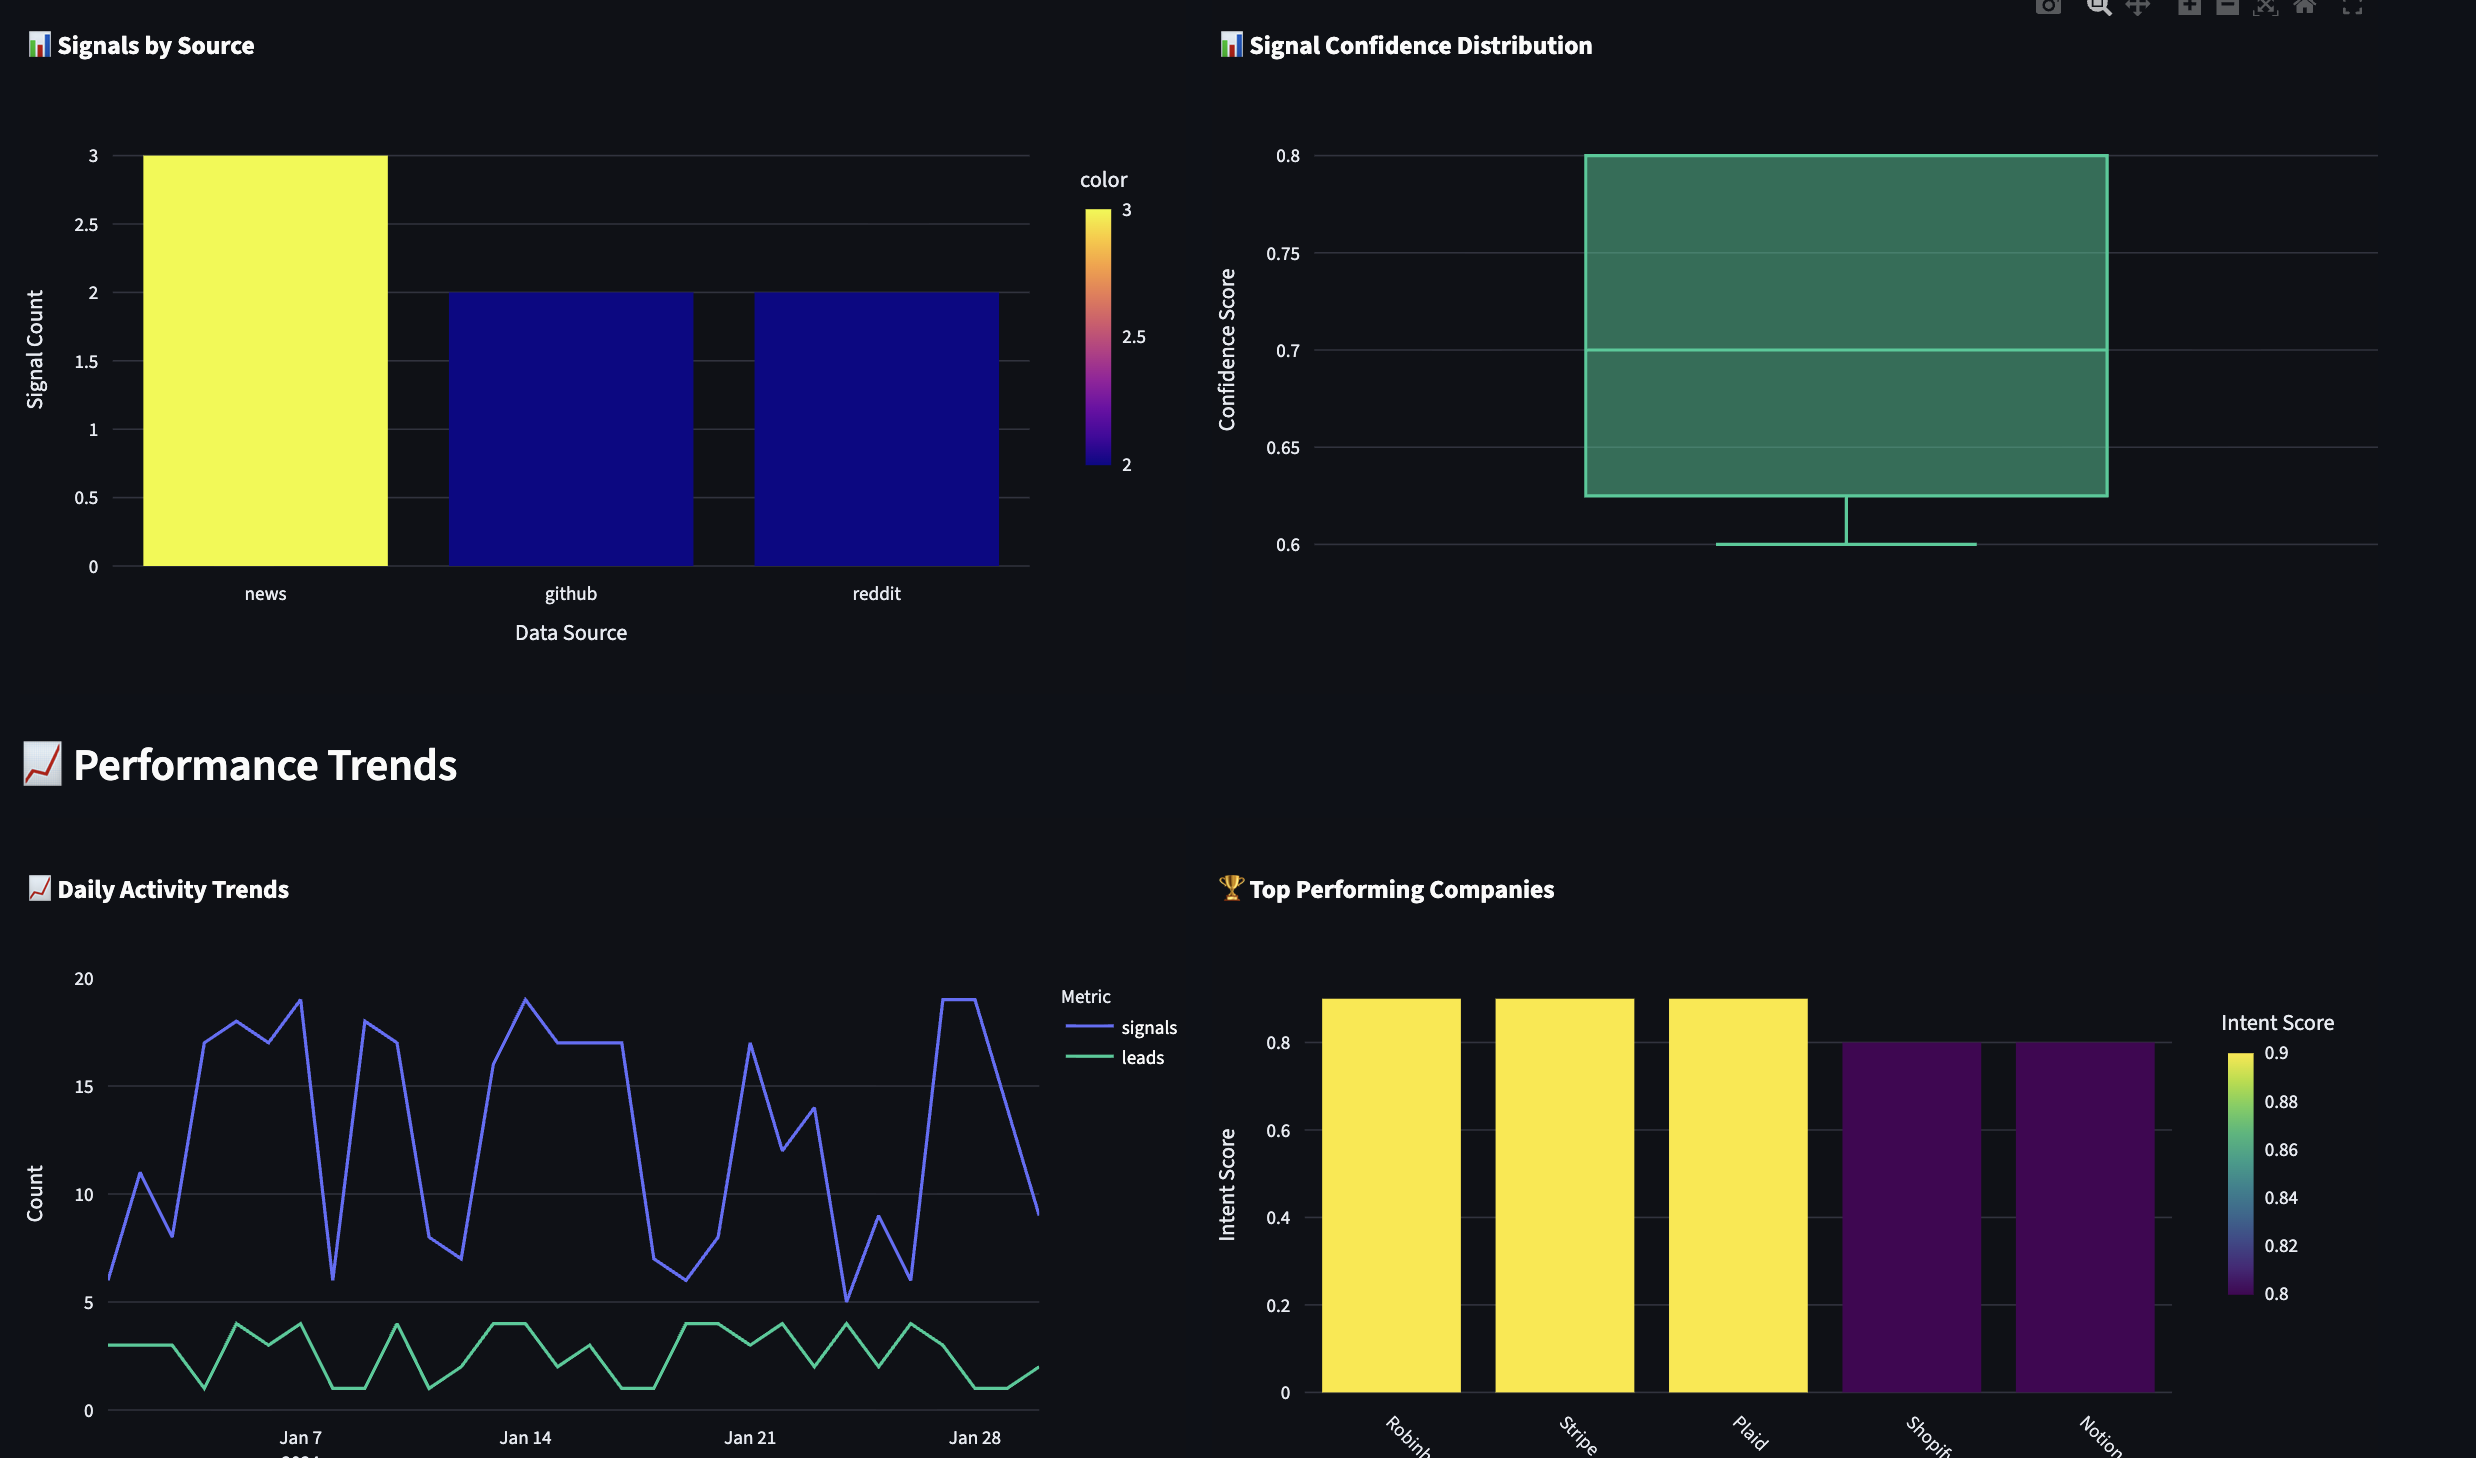 Signals by Source
3
2.5
2
1.5
1
0.5
0
Signal Count
news
github
reddit
Data Source
color
3
2.5
2
Signal Confidence Distribution
0.8
0.75
0.7
0.65
0.6
Confidence Score
Performance Trends
Daily Activity Trends
20
15
10
5
0
Count
Jan 7
Jan 14
Jan 21
Jan 28
Metric
signals
leads
Top Performing Companies
0.8
0.6
0.4
0.2
0
Intent Score
Robinh
Stripe
Plaid
Shopif
Notion
Intent Score
0.9
0.88
0.86
0.84
0.82
0.8